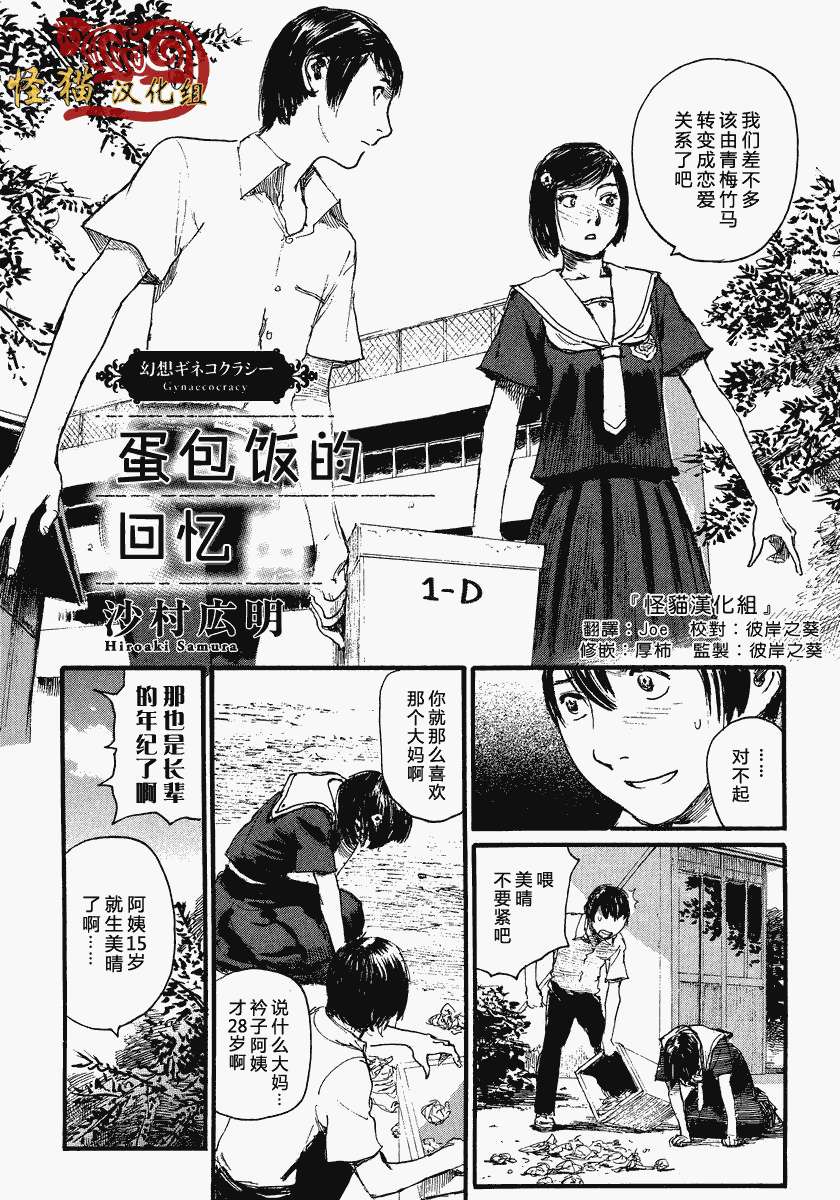 怪猫汉化组
我们差不多
该由青梅竹马
转变成恋爱
关系了吧
幻想ギネコクラシー
Gynaecocracy
蛋包饭的
回忆
沙村広明
Hiroaki Samura
1-D
『怪貓漢化組』
翻譯：Joe 校對：彼岸之葵
修嵌：厚柿 監製：彼岸之葵
……
对不起
喂
美晴
不要紧吧
你就那么喜欢
那个大妈啊
说什么大妈…
衿子阿姨
才28岁啊
那也是长辈
的年纪了啊
阿姨15岁
就生美晴
了啊……